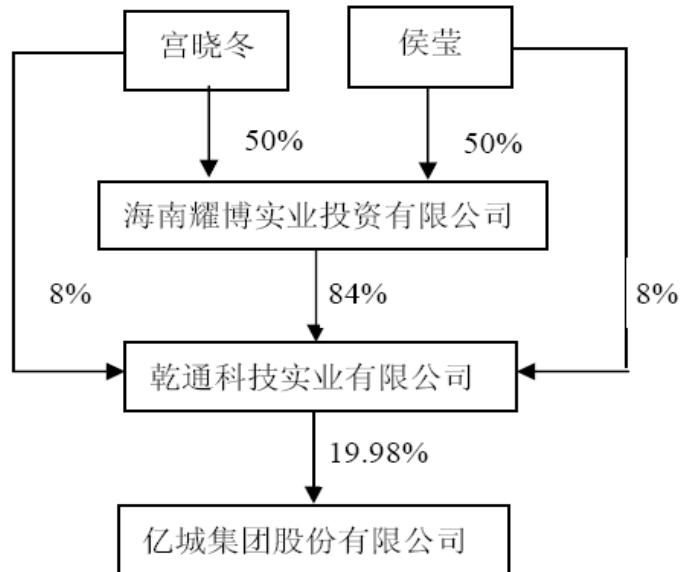 宫晓冬
侯莹
50%
50%
海南耀博实业投资有限公司
8%
84%
8%
乾通科技实业有限公司
19.98%
亿城集团股份有限公司